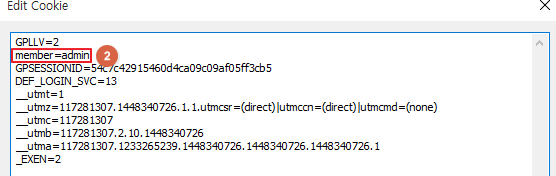 Edit Cookie
GPLLV=2
member=admin 2
GPSESSIONID=54c7c42915460d4ca09c09af05ff3cb5
DEF_LOGIN_SVC=13
__utmt=1
__utmz=117281307.1448340726.1.1.utmcsr=(direct)|utmccn=(direct)|utmcmd=(none)
__utmc=117281307
__utmb=117281307.2.10.1448340726
__utma=117281307.1233265239.1448340726.1448340726.1448340726.1
_EXEN=2